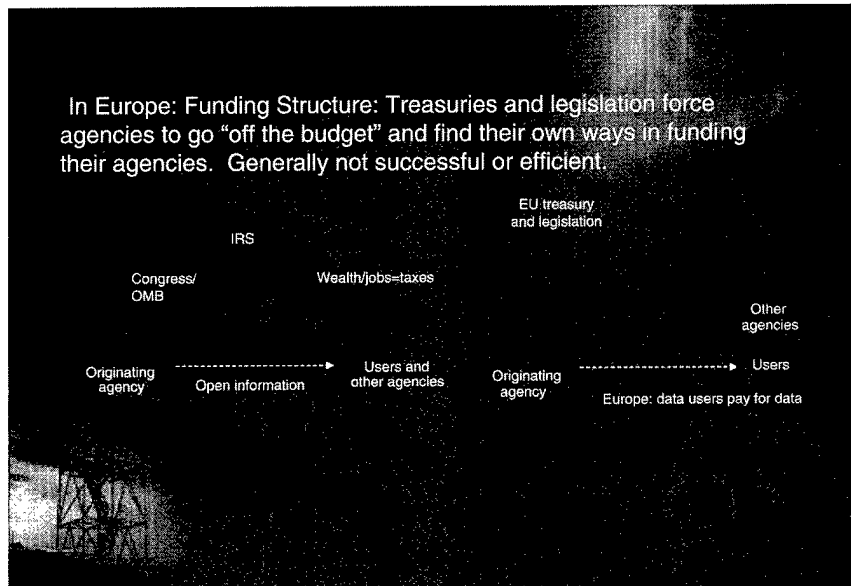 In Europe: Funding Structure: Treasuries and legislation force
agencies to go "off the budget" and find their own ways in funding
their agencies. Generally not successful or efficient.
EU treasury
and legislation
IRS
Congress/
OMB
Wealth/jobs=taxes
Other
agencies
Originating
agency
Open information
Users and
other agencies
Originating
agency
Users
Europe: data users pay for data